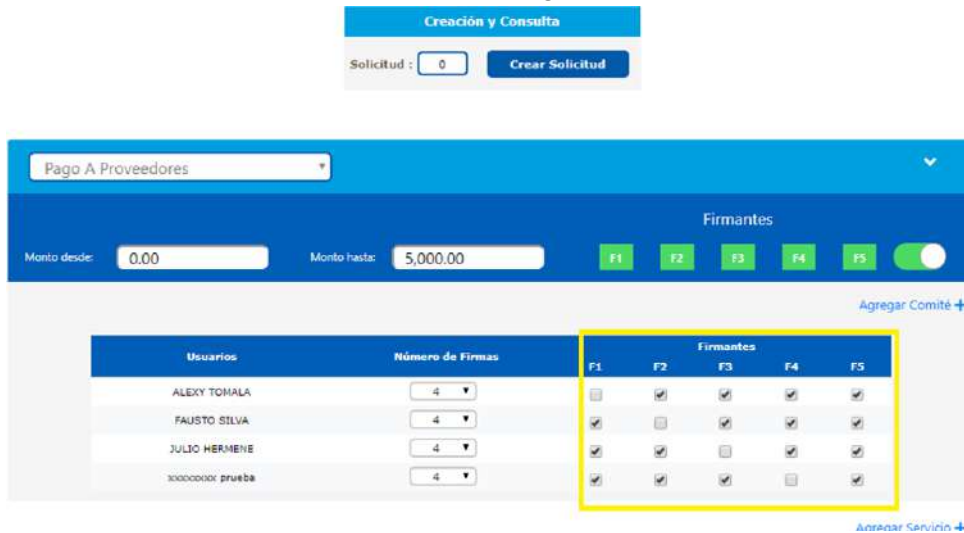 Creación y Consulta
Solicitud : 0 Crear Solicitud
Pago A Proveedores
Firmantes
Monto desde: 0.00 Monto hasta: 5,000.00 F1 F2 F3 F4 F5
Agregar Comité +
Usuarios Número de Firmas Firmantes
F1 F2 F3 F4 F5
ALEXY TOMALA 4
FAUSTO SILVA 4
JULIO HERMENE 4
prueba 4
Agregar Servicio +